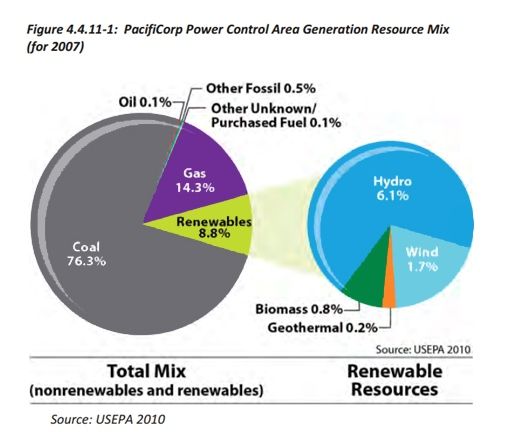 Figure 4.4.11-1: PacifiCorp Power Control Area Generation Resource Mix
(for 2007)
Other Fossil 0.5%
Oil 0.1%
Other Unknown/
Purchased Fuel 0.1%
Gas
14.3%
Hydro
6.1%
Renewables
8.8%
Coal
76.3%
Wind
1.7%
Biomass 0.8%
Geothermal 0.2%
Source: USEPA 2010
Total Mix
(nonrenewables and renewables)
Renewable
Resources
Source: USEPA 2010